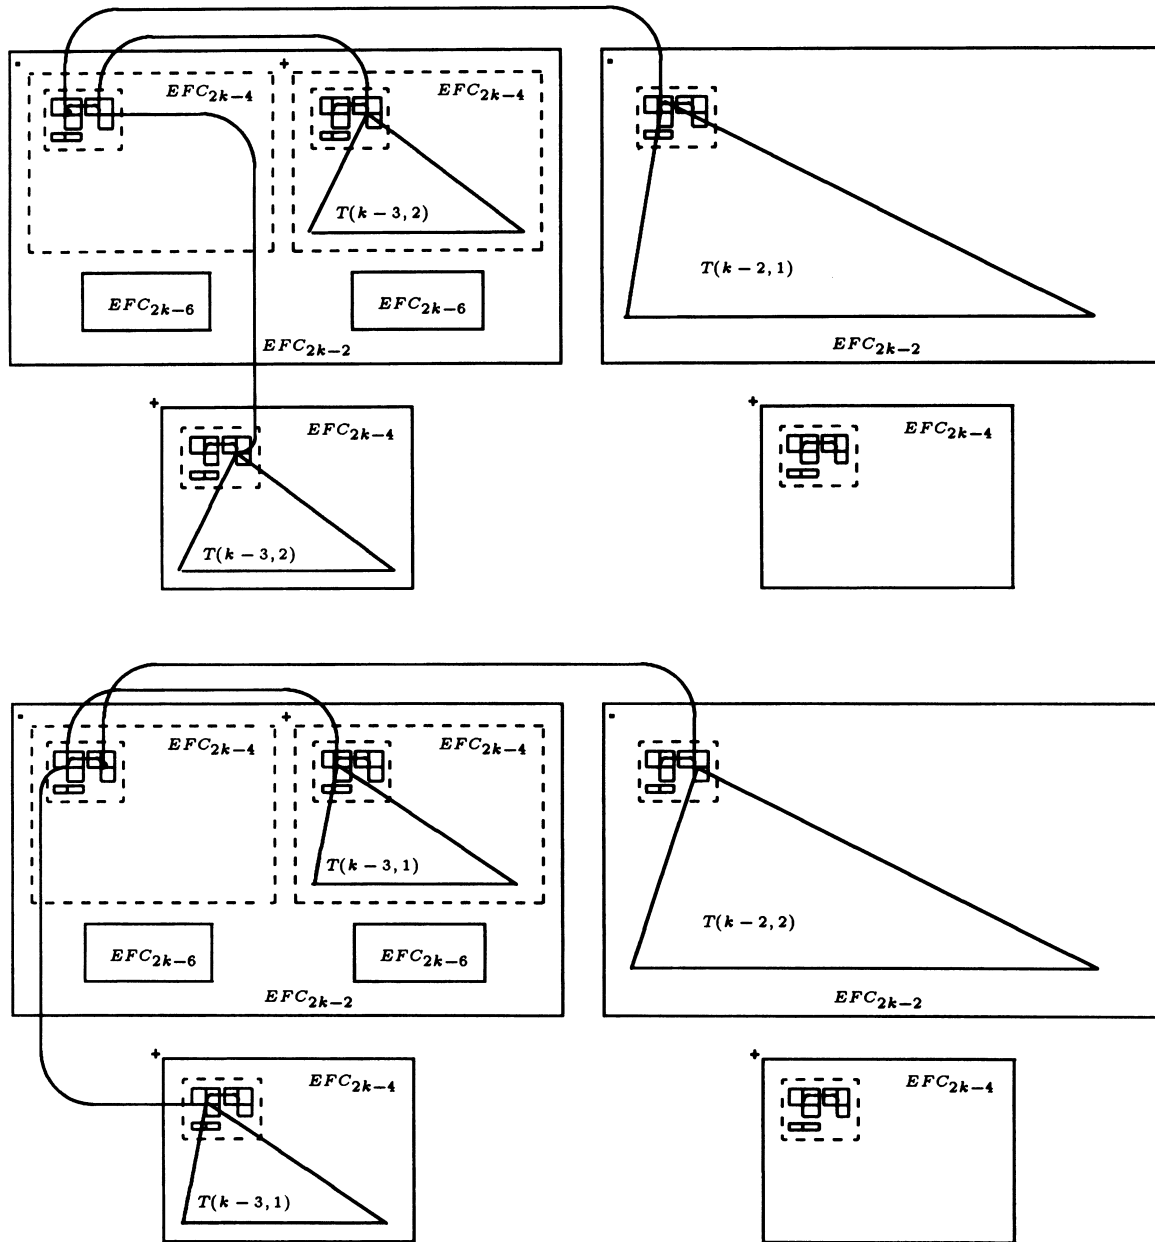 EFC_{2k-4}
EFC_{2k-4}
T(k-3,2)
T(k-2,1)
EFC_{2k-6}
EFC_{2k-6}
EFC_{2k-2}
EFC_{2k-2}
EFC_{2k-4}
EFC_{2k-4}
T(k-3,2)
EFC_{2k-4}
EFC_{2k-4}
T(k-3,1)
T(k-2,2)
EFC_{2k-6}
EFC_{2k-6}
EFC_{2k-2}
EFC_{2k-2}
EFC_{2k-4}
EFC_{2k-4}
T(k-3,1)